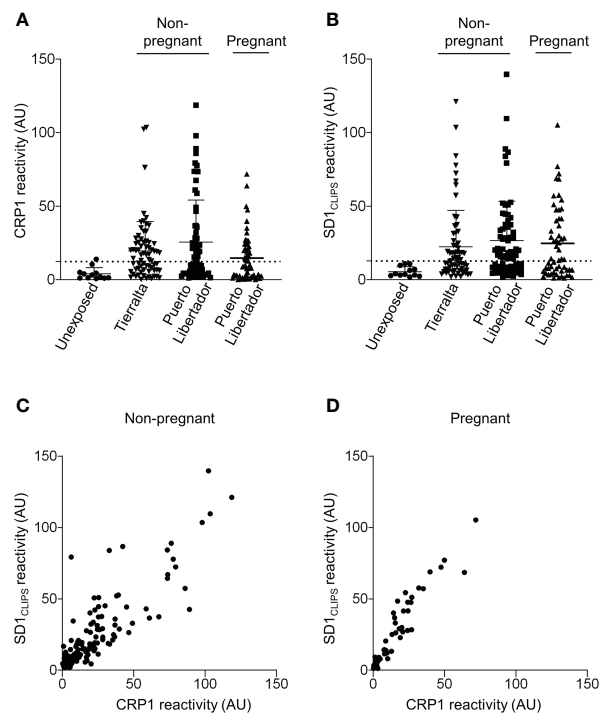 A
B
Non-
pregnant
Pregnant
Non-
pregnant
Pregnant
150
100
50
0
CRP1 reactivity (AU)
Unexposed
Tierralta
Puerto
Libertador
Puerto
Libertador
150
100
50
0
SD1CLIPS reactivity (AU)
Unexposed
Tierralta
Puerto
Libertador
Puerto
Libertador
C
D
Non-pregnant
150
100
50
0
SD1CLIPS reactivity (AU)
0 50 100 150
CRP1 reactivity (AU)
Pregnant
150
100
50
0
SD1CLIPS reactivity (AU)
0 50 100 150
CRP1 reactivity (AU)